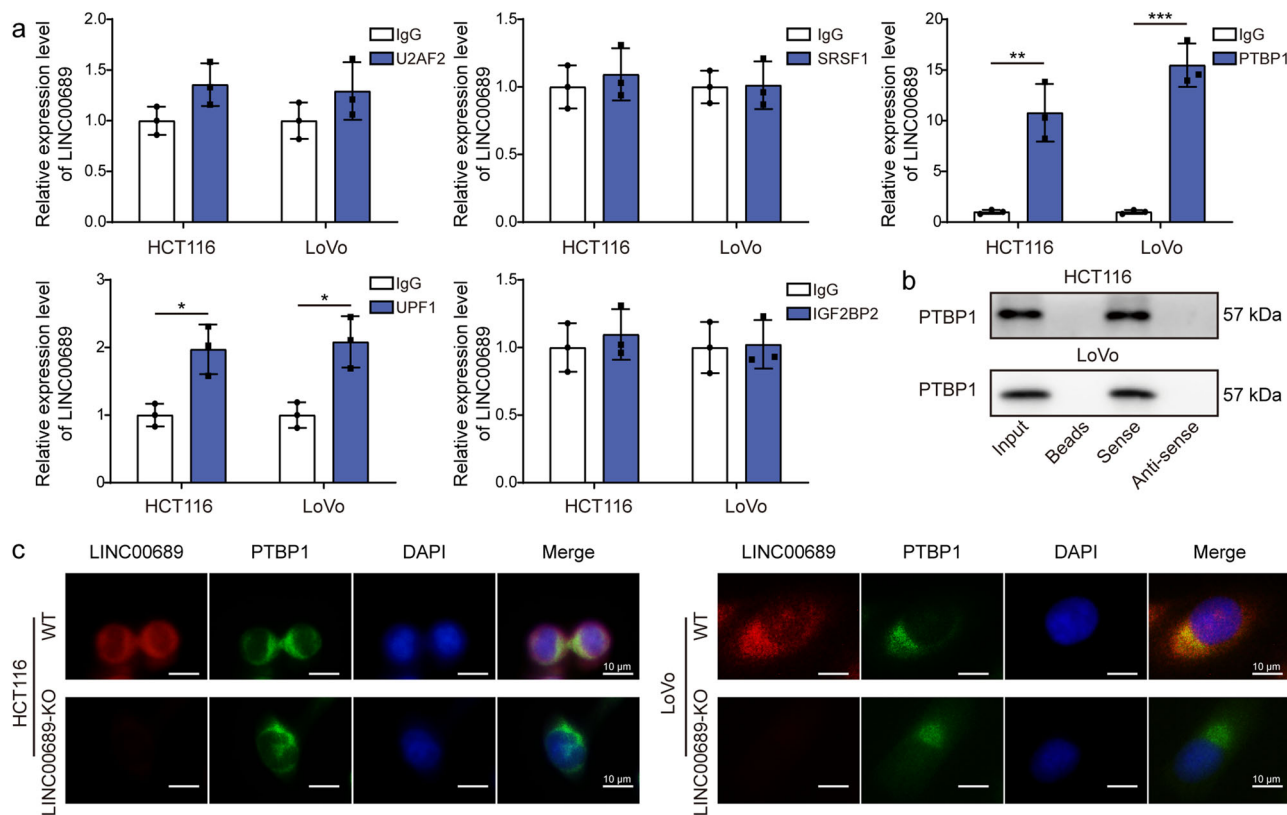 a
Relative expression level
of LINC00689
2.0
1.5
1.0
0.5
0.0
IgG
U2AF2
HCT116
LoVo
Relative expression level
of LINC00689
1.5
1.0
0.5
0.0
IgG
SRSF1
HCT116
LoVo
Relative expression level
of LINC00689
20
15
10
5
0
**
***
IgG
PTBP1
HCT116
LoVo
Relative expression level
of LINC00689
3
2
1
0
*
*
IgG
UPF1
HCT116
LoVo
Relative expression level
of LINC00689
1.5
1.0
0.5
0.0
IgG
IGF2BP2
HCT116
LoVo
b
HCT116
PTBP1
57 kDa
LoVo
PTBP1
57 kDa
Input
Beads
Sense
Anti-sense
c
LINC00689
PTBP1
DAPI
Merge
HCT116
WT
10 μm
LINC00689-KO
10 μm
LINC00689
PTBP1
DAPI
Merge
LoVo
WT
10 μm
LINC00689-KO
10 μm